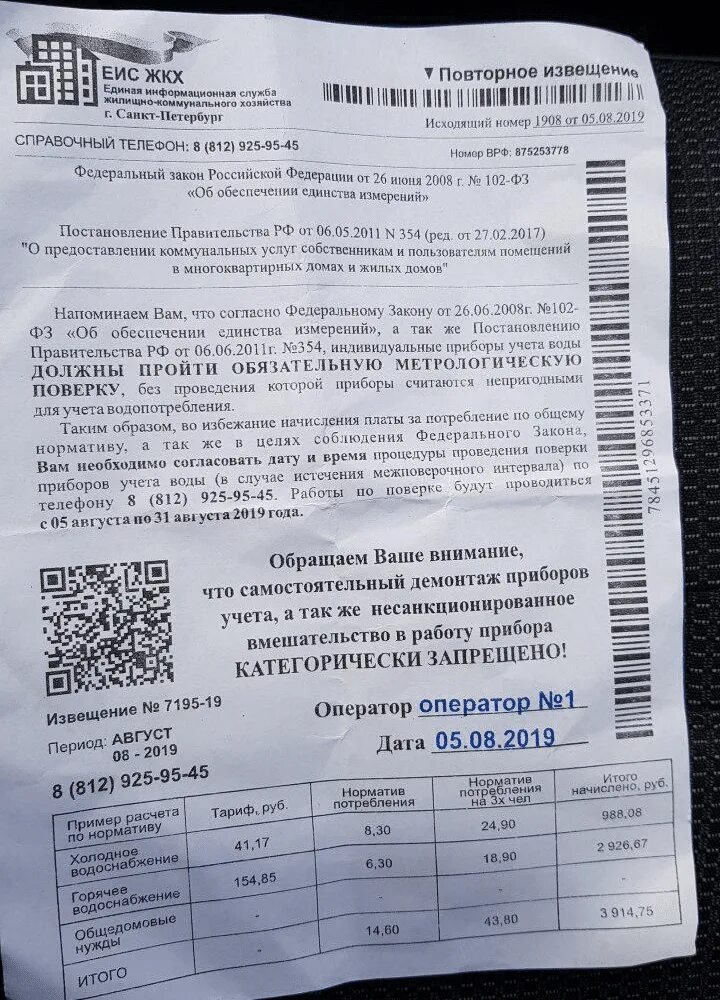 ЕИС ЖКХ
Единая информационная служба
жилищно-коммунального хозяйства
г. Санкт-Петербург
▼ Повторное извещение
Исходящий номер 1908 от 05.08.2019
СПРАВОЧНЫЙ ТЕЛЕФОН: 8 (812) 925-95-45
Номер ВРФ: 875253778
Федеральный закон Российской Федерации от 26 июня 2008 г. № 102-ФЗ
«Об обеспечении единства измерений»
Постановление Правительства РФ от 06.05.2011 N 354 (ред. от 27.02.2017)
"О предоставлении коммунальных услуг собственникам и пользователям помещений
в многоквартирных домах и жилых домов"
Напоминаем Вам, что согласно Федеральному Закону от 26.06.2008г. №102-
ФЗ «Об обеспечении единства измерений», а так же Постановлению
Правительства РФ от 06.06.2011г. №354, индивидуальные приборы учета воды
ДОЛЖНЫ ПРОЙТИ ОБЯЗАТЕЛЬНУЮ МЕТРОЛОГИЧЕСКУЮ
ПОВЕРКУ, без проведения которой приборы считаются непригодными
для учета водопотребления.
Таким образом, во избежание начисления платы за потребление по общему
нормативу, а так же в целях соблюдения Федерального Закона,
Вам необходимо согласовать дату и время процедуры проведения поверки
приборов учета воды (в случае истечения межповерочного интервала) по
телефону 8 (812) 925-95-45. Работы по поверке будут проводиться
с 05 августа по 31 августа 2019 года.
78451296853371
Обращаем Ваше внимание,
что самостоятельный демонтаж приборов
учета, а так же несанкционированное
вмешательство в работу прибора
КАТЕГОРИЧЕСКИ ЗАПРЕЩЕНО!
Извещение № 7195-19
Период: АВГУСТ
08 - 2019
8 (812) 925-95-45
Оператор оператор №1
Дата 05.08.2019
Пример расчета по нормативу Тариф, руб. Норматив потребления Норматив потребления на 3х чел Итого начислено, руб.
Холодное водоснабжение 41,17 8,30 24,90 988,08
Горячее водоснабжение 154,85 6,30 18,90 2 926,67
Общедомовые нужды - - - -
ИТОГО - 14,60 43,80 3 914,75